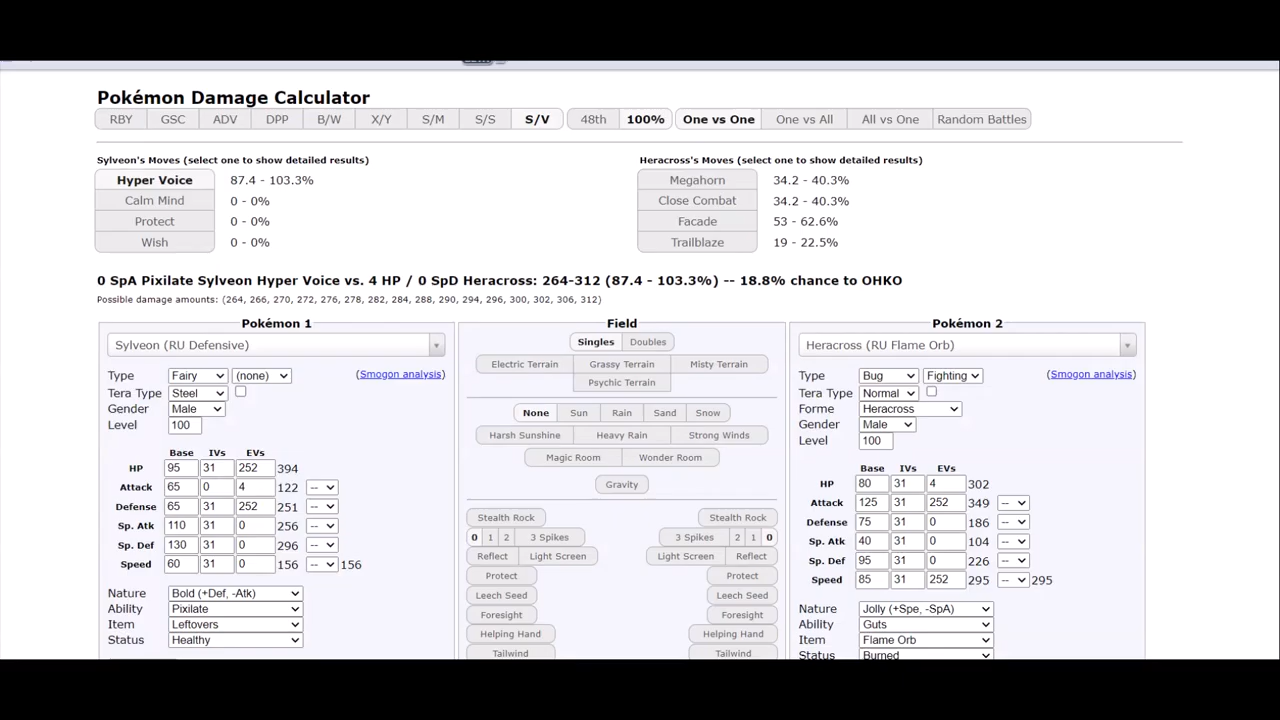 Pokémon Damage Calculator
RBY GSC ADV DPP B/W X/Y S/M S/S S/V 48th 100% One vs One One vs All All vs One Random Battles
Sylveon's Moves (select one to show detailed results)
Hyper Voice 87.4 - 103.3%
Calm Mind 0 - 0%
Protect 0 - 0%
Wish 0 - 0%
Heracross's Moves (select one to show detailed results)
Megahorn 34.2 - 40.3%
Close Combat 34.2 - 40.3%
Facade 53 - 62.6%
Trailblaze 19 - 22.5%
0 SpA Pixilate Sylveon Hyper Voice vs. 4 HP / 0 SpD Heracross: 264-312 (87.4 - 103.3%) -- 18.8% chance to OHKO
Possible damage amounts: (264, 266, 270, 272, 276, 278, 282, 284, 288, 290, 294, 296, 300, 302, 306, 312)
Pokémon 1
Sylveon (RU Defensive)
Type Fairy (none) (Smogon analysis)
Tera Type Steel
Gender Male
Level 100
Base IVs EVs
HP 95 31 252 394
Attack 65 0 4 122 --
Defense 65 31 252 251 --
Sp. Atk 110 31 0 256 --
Sp. Def 130 31 0 296 --
Speed 60 31 0 156 -- 156
Nature Bold (+Def, -Atk)
Ability Pixilate
Item Leftovers
Status Healthy
Field
Singles Doubles
Electric Terrain Grassy Terrain Misty Terrain
Psychic Terrain
None Sun Rain Sand Snow
Harsh Sunshine Heavy Rain Strong Winds
Magic Room Wonder Room
Gravity
Stealth Rock Stealth Rock
0 1 2 3 Spikes 3 Spikes 2 1 0
Reflect Light Screen Light Screen Reflect
Protect Protect
Leech Seed Leech Seed
Foresight Foresight
Helping Hand Helping Hand
Tailwind Tailwind
Pokémon 2
Heracross (RU Flame Orb)
Type Bug Fighting (Smogon analysis)
Tera Type Normal
Forme Heracross
Gender Male
Level 100
Base IVs EVs
HP 80 31 4 302
Attack 125 31 252 349 --
Defense 75 31 0 186 --
Sp. Atk 40 31 0 104 --
Sp. Def 95 31 0 226 --
Speed 85 31 252 295 -- 295
Nature Jolly (+Spe, -SpA)
Ability Guts
Item Flame Orb
Status Burned